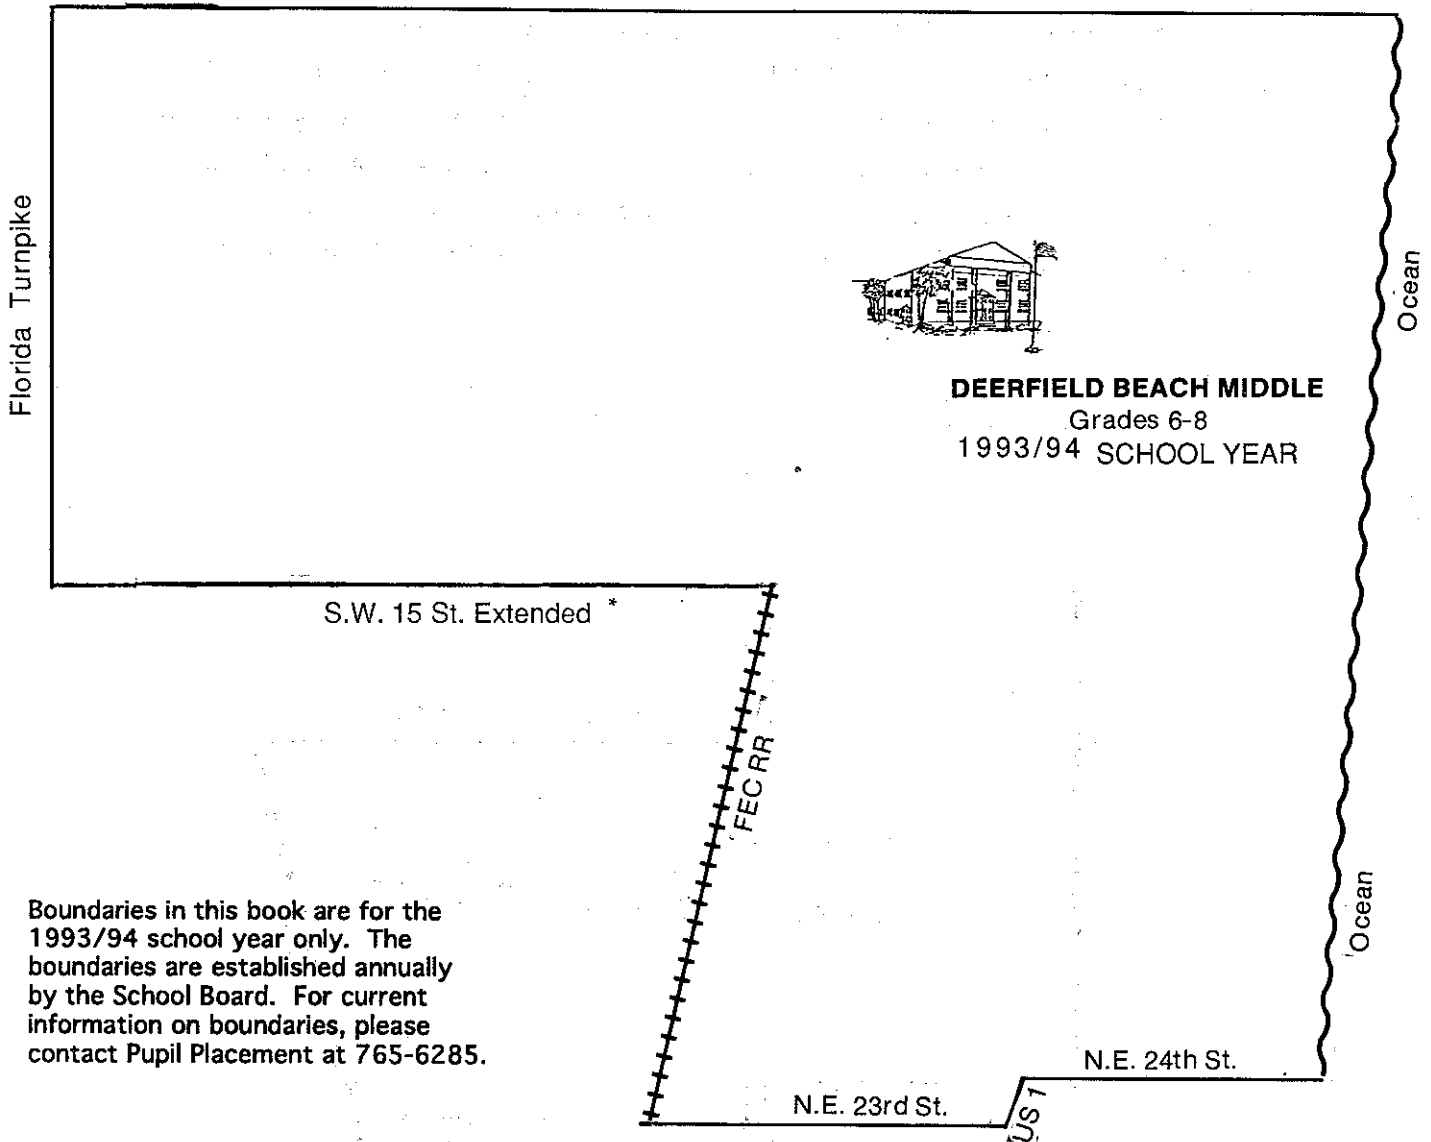 Florida Turnpike
Ocean
DEERFIELD BEACH MIDDLE
Grades 6-8
1993/94 SCHOOL YEAR
S.W. 15 St. Extended *
FEC RR
Ocean
Boundaries in this book are for the
1993/94 school year only. The
boundaries are established annually
by the School Board. For current
information on boundaries, please
contact Pupil Placement at 765-6285.
N.E. 24th St.
N.E. 23rd St.
US 1